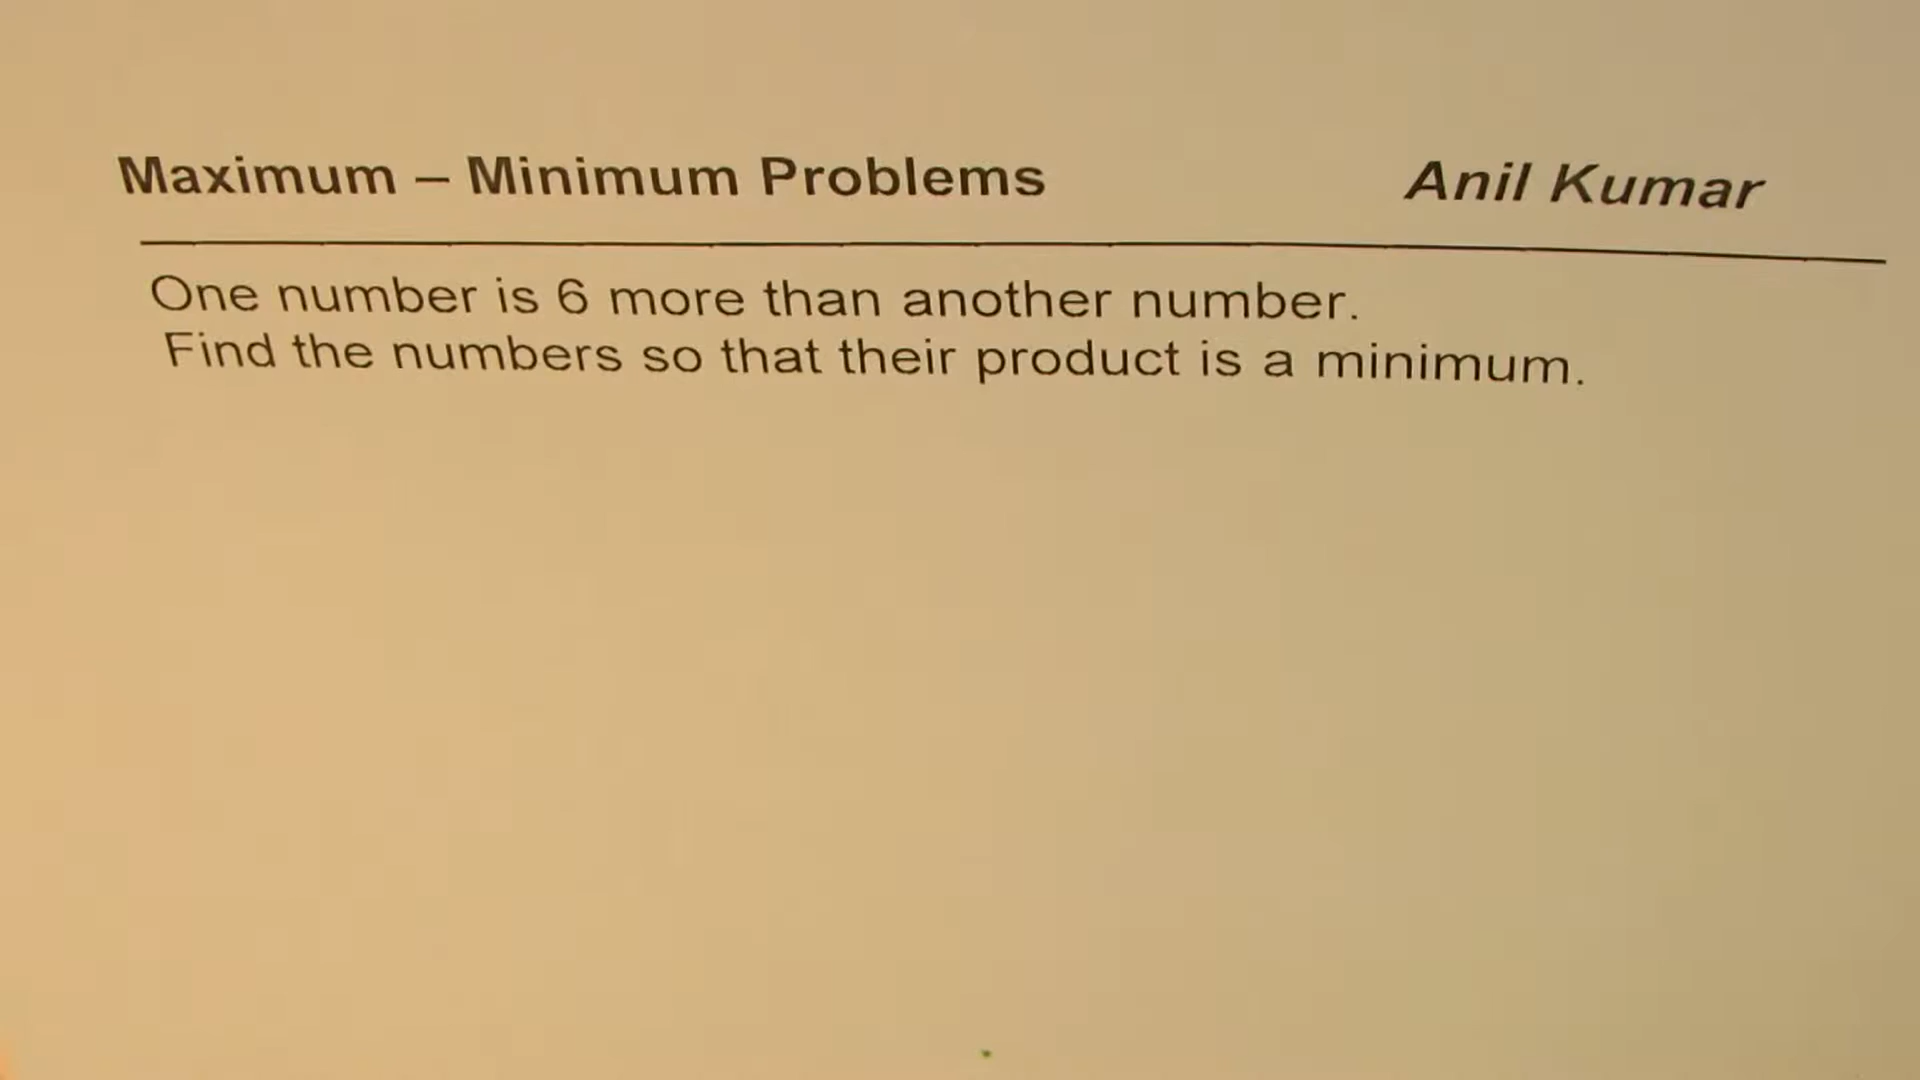 Maximum – Minimum Problems Anil Kumar
One number is 6 more than another number.
Find the numbers so that their product is a minimum.